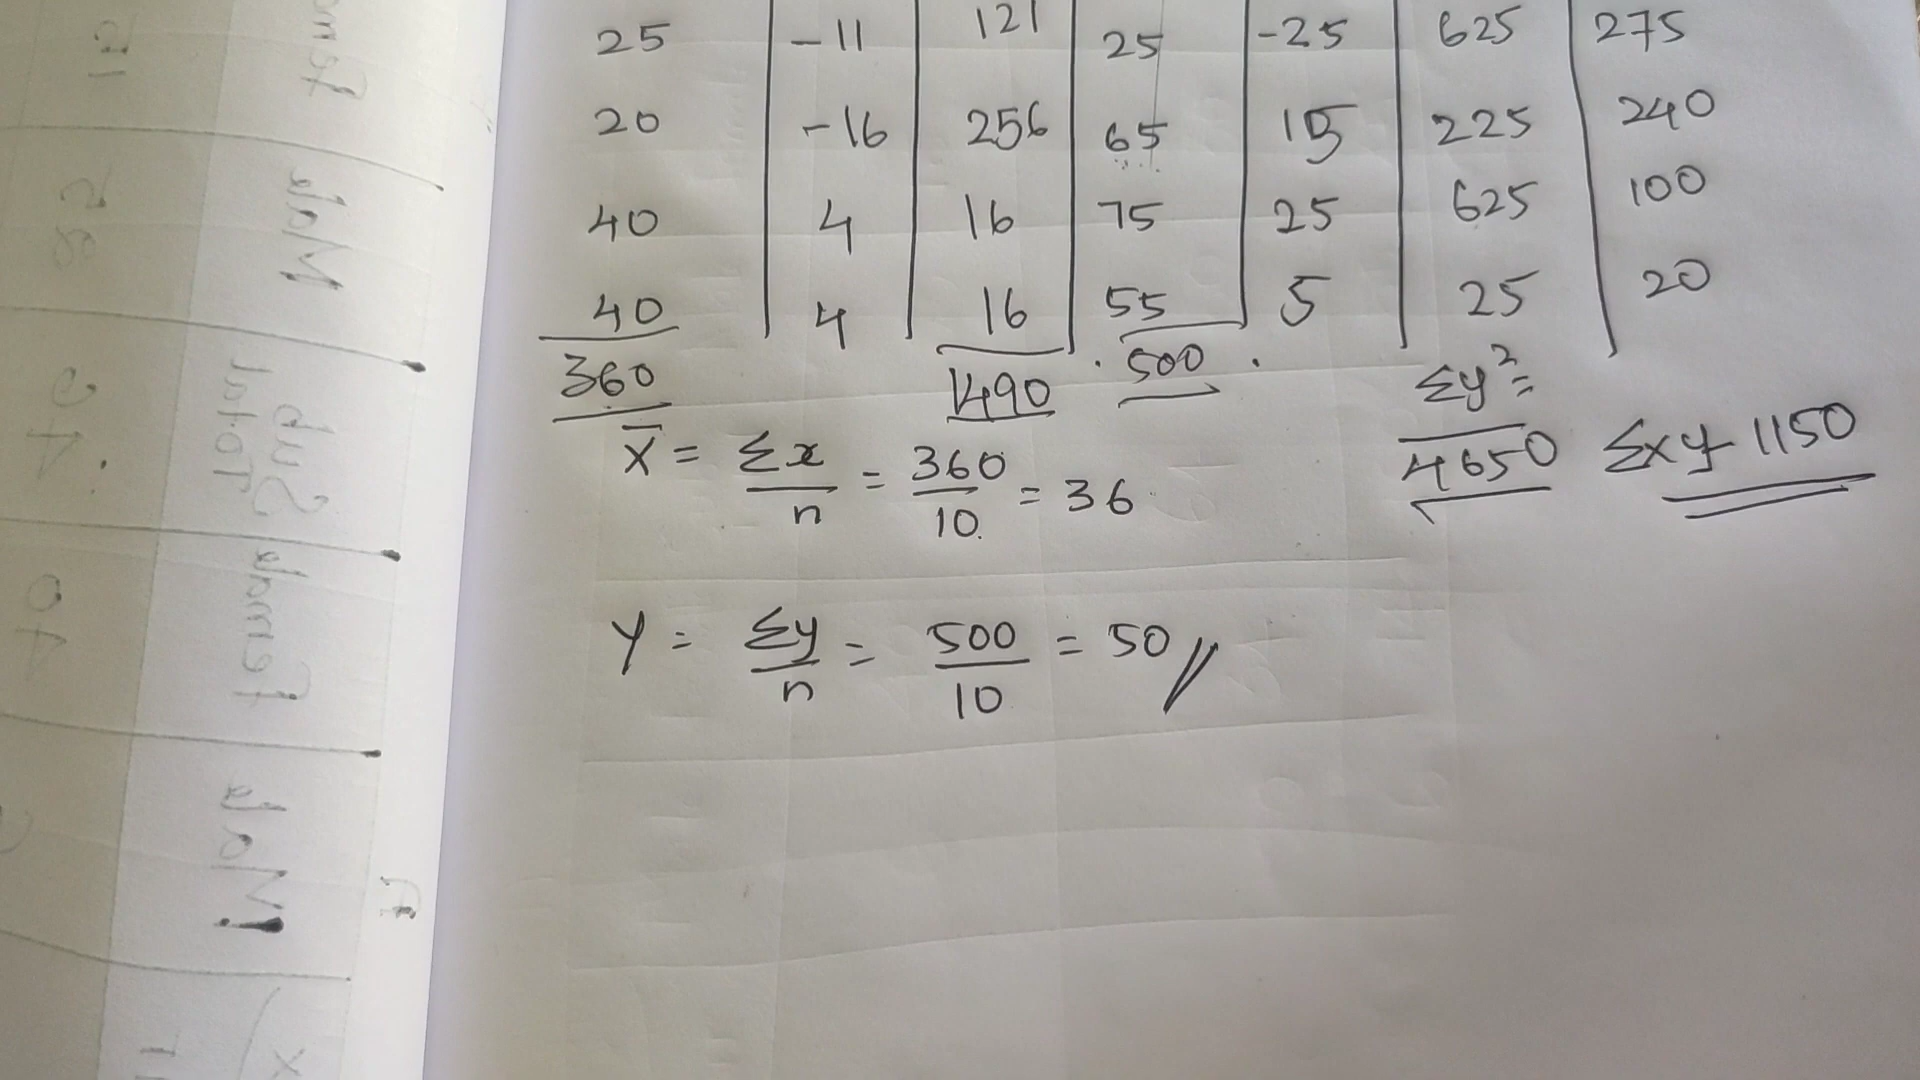 25 -11 121 25 -25 625 275
20 -16 256 65 15 225 240
40 4 16 75 25 625 100
40 4 16 55 5 25 20
360 1490 500 Σy²=
4650 Σxy 1150
X̄ = Σx/n = 360/10 = 36
Y = Σy/n = 500/10 = 50